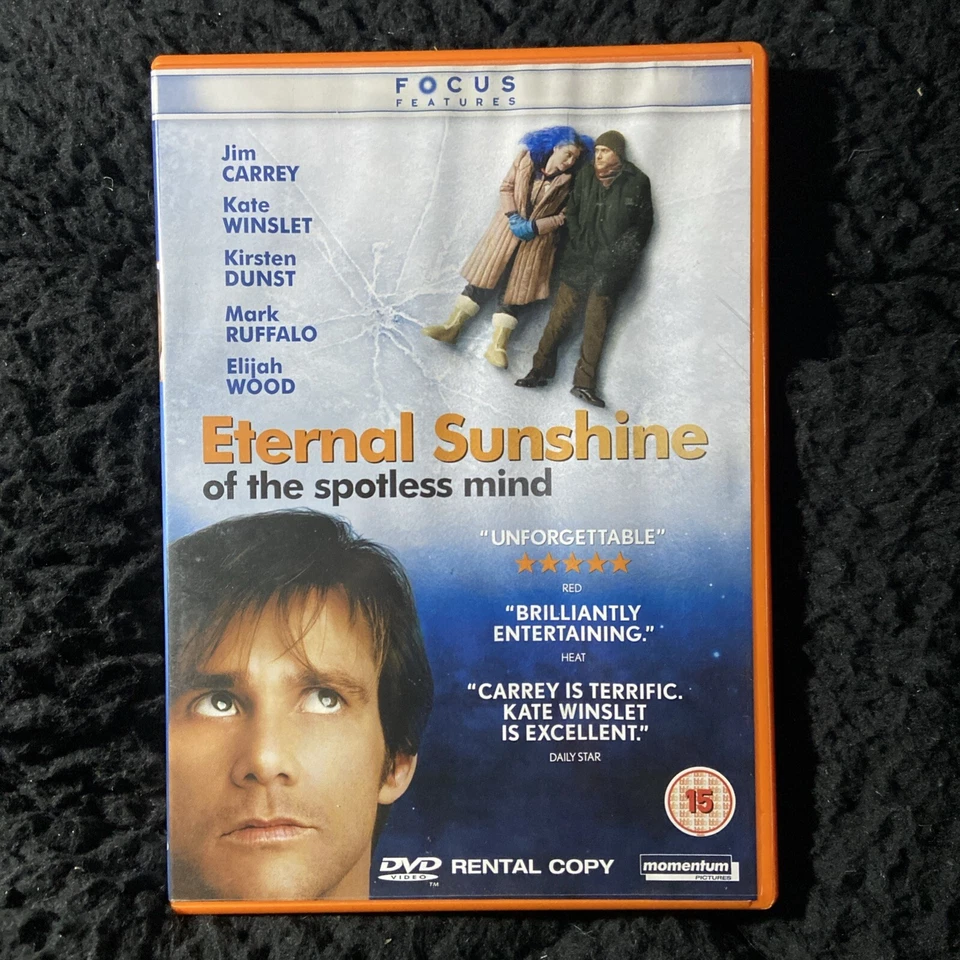 FOCUS
FEATURES
Jim
CARREY
Kate
WINSLET
Kirsten
DUNST
Mark
RUFFALO
Elijah
WOOD
Eternal Sunshine
of the spotless mind
“UNFORGETTABLE”
RED
“BRILLIANTLY
ENTERTAINING.”
HEAT
“CARREY IS TERRIFIC.
KATE WINSLET
IS EXCELLENT.”
DAILY STAR
15
DVD
VIDEO
TM
RENTAL COPY
momentum
PICTURES